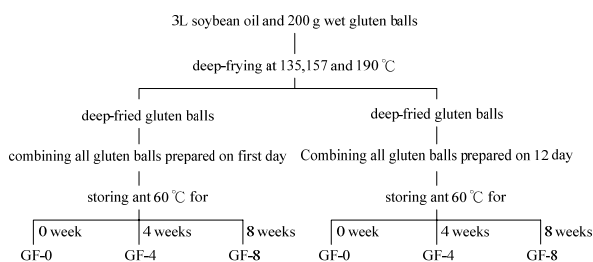 3L soybean oil and 200 g wet gluten balls
deep-frying at 135,157 and 190 ℃
deep-fried gluten balls
deep-fried gluten balls
combining all gluten balls prepared on first day
Combining all gluten balls prepared on 12 day
storing ant 60 ℃ for
storing ant 60 ℃ for
0 week
4 weeks
8 weeks
0 week
4 weeks
8 weeks
GF-0
GF-4
GF-8
GF-0
GF-4
GF-8